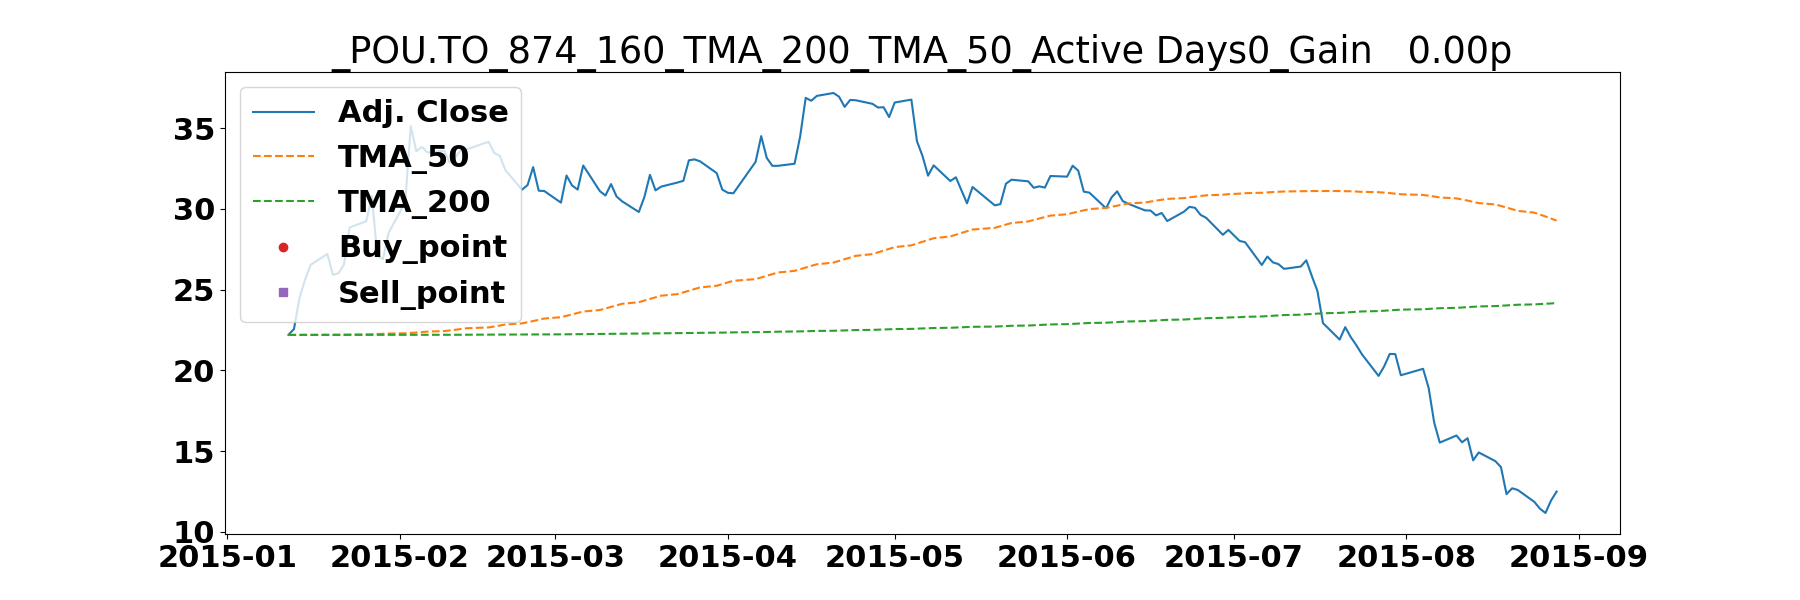 _POU.TO_874_160_TMA_200_TMA_50_Active Days0_Gain   0.00p
Adj. Close
TMA_50
TMA_200
Buy_point
Sell_point
35
30
25
20
15
10
2015-01 2015-02 2015-03 2015-04 2015-05 2015-06 2015-07 2015-08 2015-09